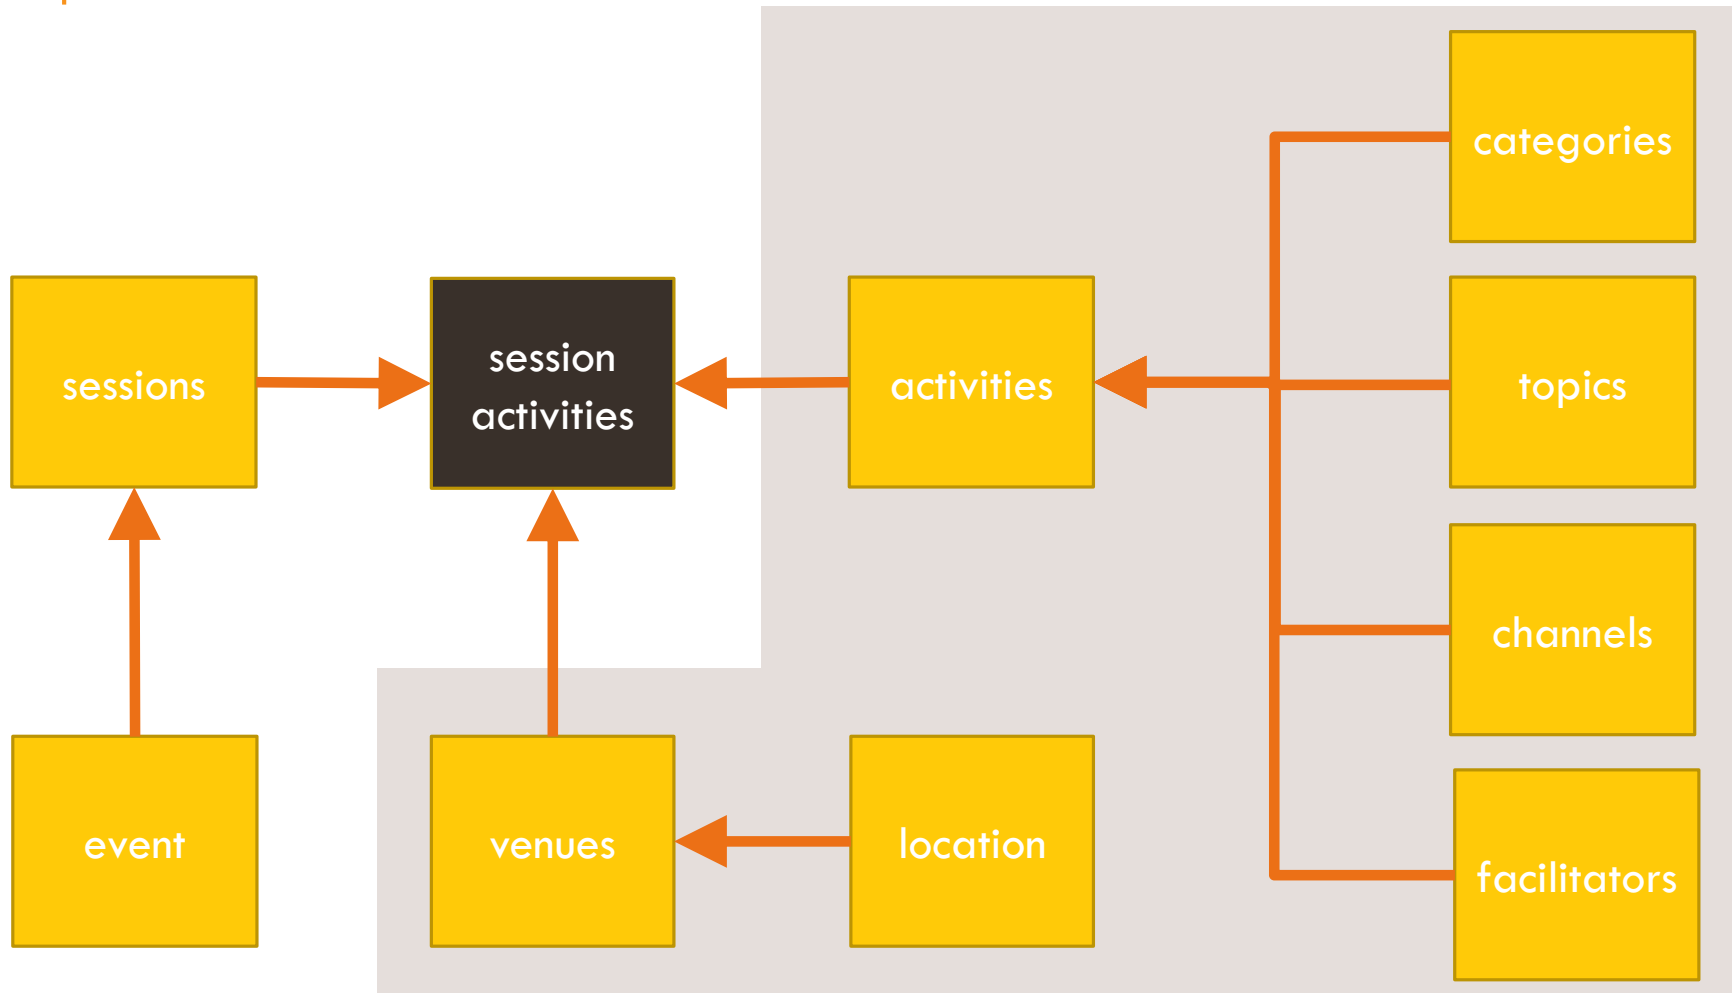 categories
sessions
session
activities
activities
topics
channels
event
venues
location
facilitators